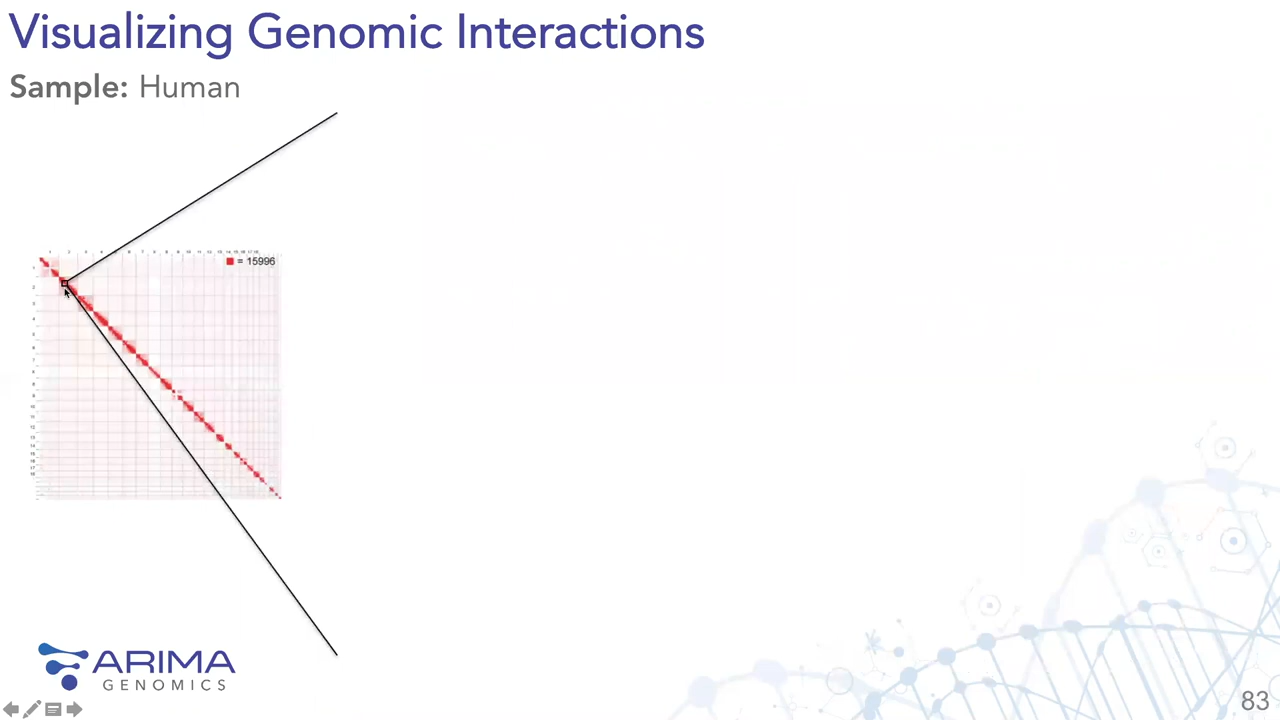 Visualizing Genomic Interactions
Sample: Human
= 15996
ARIMA
GENOMICS
83